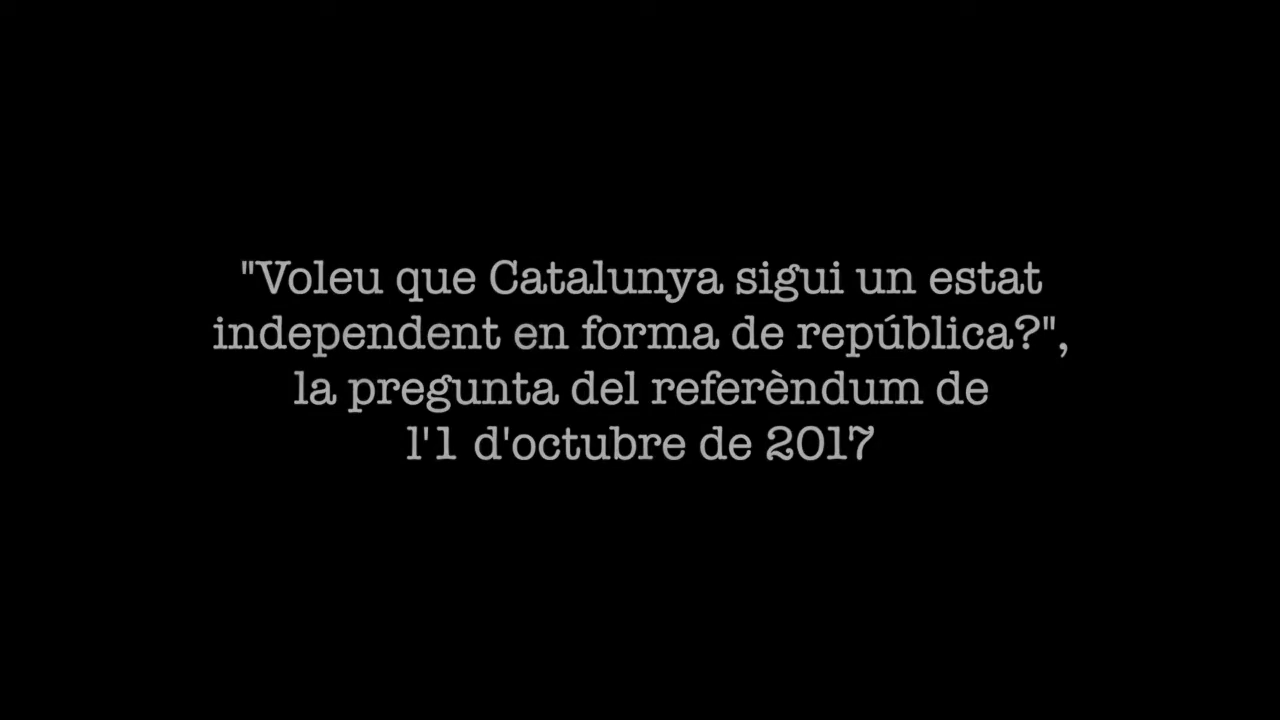 "Voleu que Catalunya sigui un estat
independent en forma de república?",
la pregunta del referèndum de
l'1 d'octubre de 2017